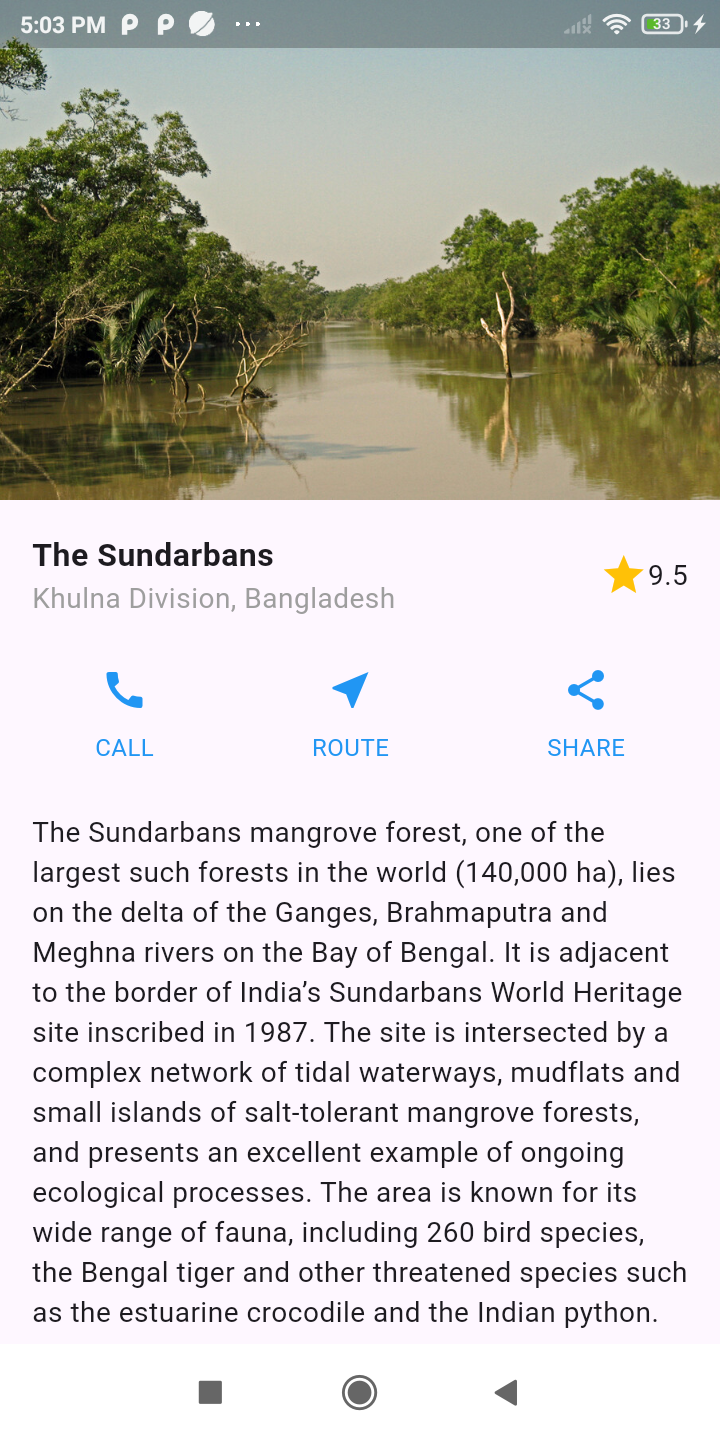 5:03 PM
33
The Sundarbans
Khulna Division, Bangladesh
9.5
CALL ROUTE SHARE
The Sundarbans mangrove forest, one of the
largest such forests in the world (140,000 ha), lies
on the delta of the Ganges, Brahmaputra and
Meghna rivers on the Bay of Bengal. It is adjacent
to the border of India’s Sundarbans World Heritage
site inscribed in 1987. The site is intersected by a
complex network of tidal waterways, mudflats and
small islands of salt-tolerant mangrove forests,
and presents an excellent example of ongoing
ecological processes. The area is known for its
wide range of fauna, including 260 bird species,
the Bengal tiger and other threatened species such
as the estuarine crocodile and the Indian python.